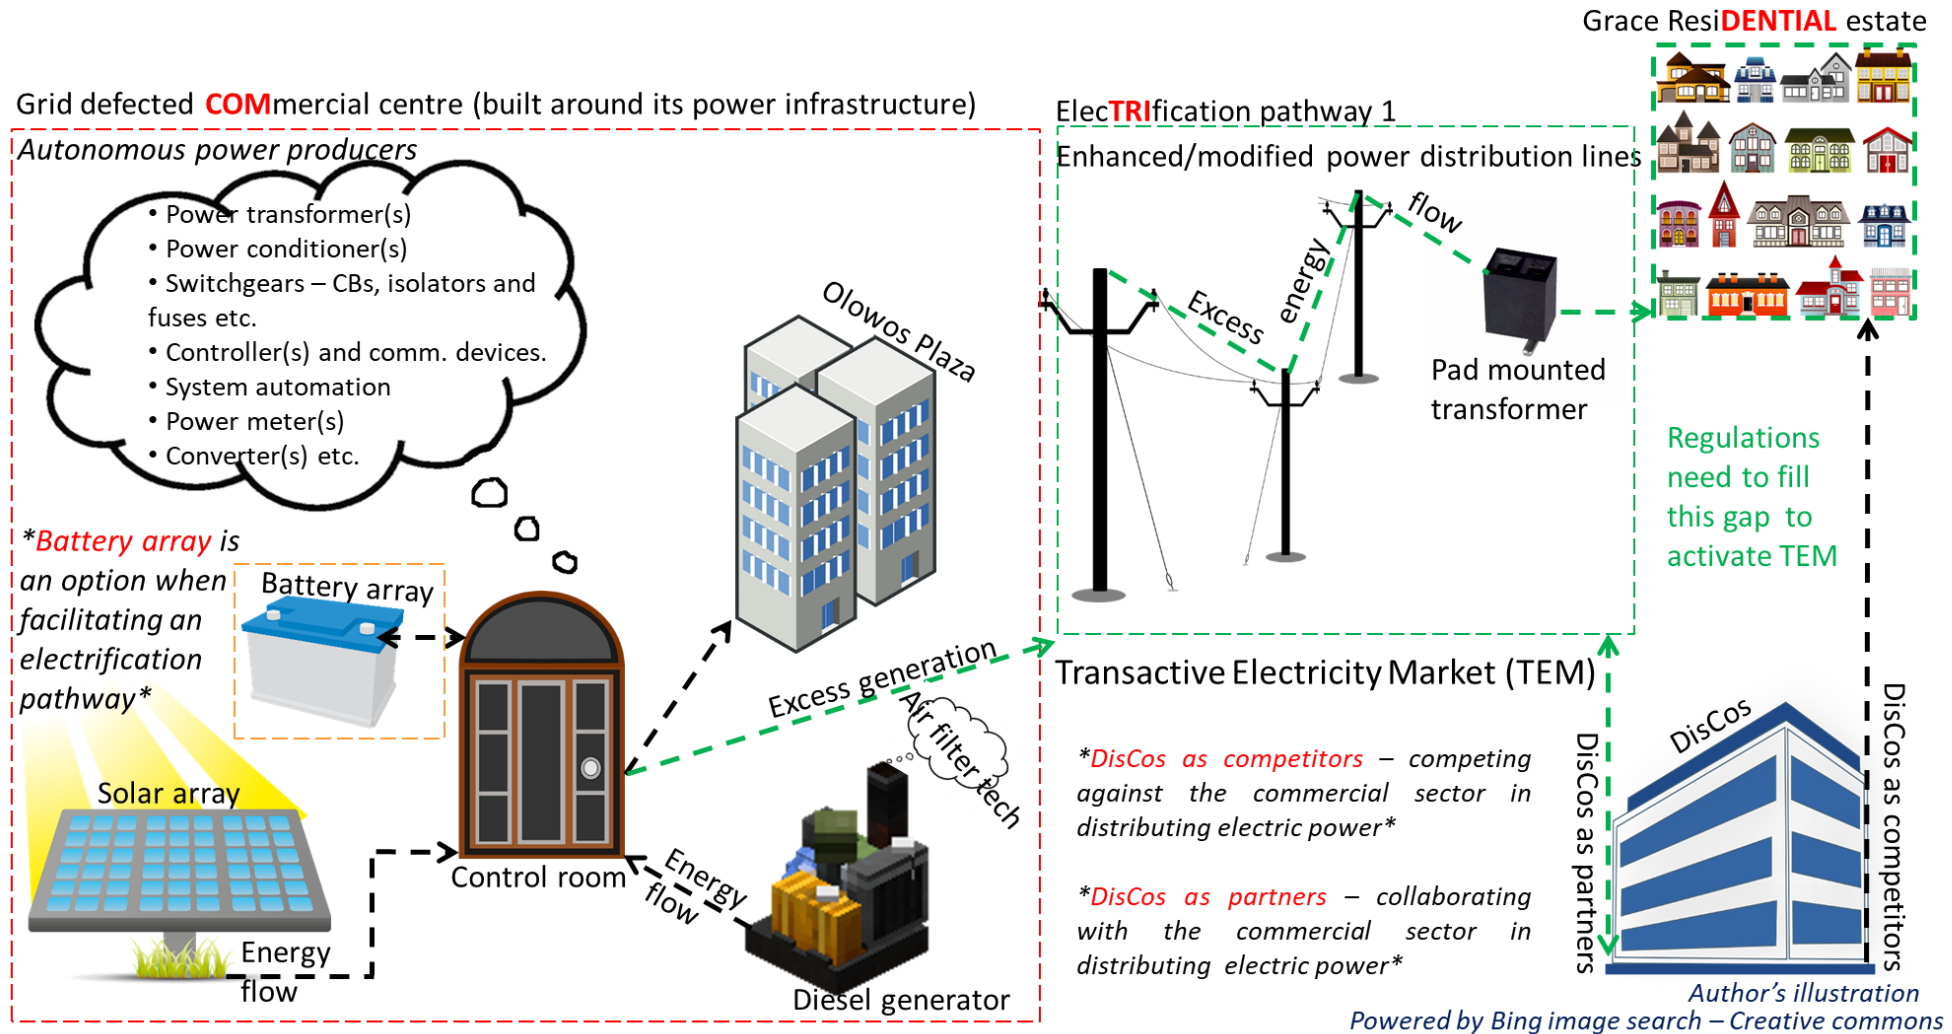 Grace ResiDENTIAL estate
Grid defected COMmercial centre (built around its power infrastructure)
Autonomous power producers
• Power transformer(s)
• Power conditioner(s)
• Switchgears – CBs, isolators and
fuses etc.
• Controller(s) and comm. devices.
• System automation
• Power meter(s)
• Converter(s) etc.
*Battery array is
an option when
facilitating an
electrification
pathway*
Battery array
Solar array
Energy
flow
Control room
Energy
flow
Diesel generator
Air filter tech
Olowos Plaza
Excess generation
ElecTRIfication pathway 1
Enhanced/modified power distribution lines
Excess
energy
flow
Pad mounted
transformer
Regulations
need to fill
this gap to
activate TEM
Transactive Electricity Market (TEM)
*DisCos as competitors – competing
against the commercial sector in
distributing electric power*
*DisCos as partners – collaborating
with the commercial sector in
distributing electric power*
DisCos as partners
DisCos
DisCos as competitors
Author's illustration
Powered by Bing image search – Creative commons